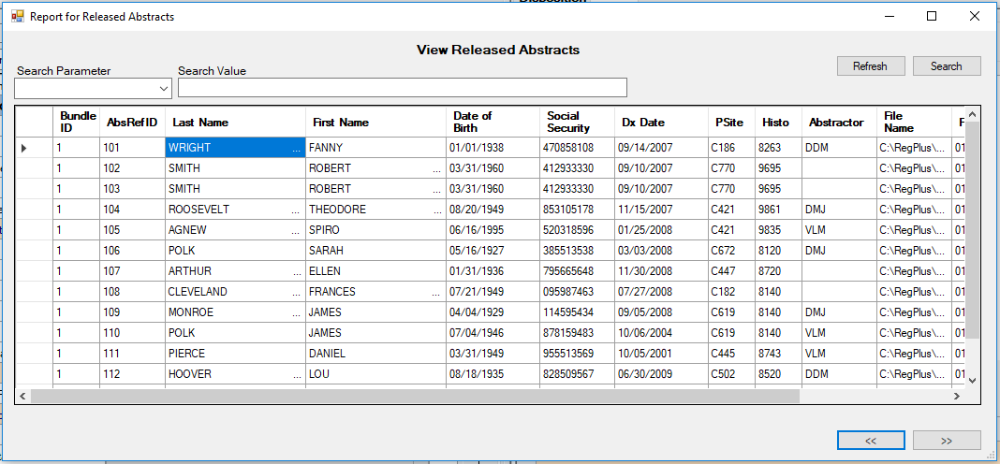 Disposition
Report for Released Abstracts
View Released Abstracts
Search Parameter Search Value Refresh Search
Bundle ID AbsRefID Last Name First Name Date of Birth Social Security Dx Date PSite Histo Abstractor File Name F
1 101 WRIGHT ... FANNY 01/01/1938 470858108 09/14/2007 C186 8263 DDM C:\RegPlus\... 01
1 102 SMITH ROBERT ... 03/31/1960 412933330 09/10/2007 C770 9695 C:\RegPlus\... 01
1 103 SMITH ROBERT ... 03/31/1960 412933330 09/10/2007 C770 9695 C:\RegPlus\... 01
1 104 ROOSEVELT ... THEODORE ... 08/20/1949 853105178 11/15/2007 C421 9861 DMJ C:\RegPlus\... 01
1 105 AGNEW ... SPIRO 06/16/1995 520318596 01/25/2008 C421 9835 VLM C:\RegPlus\... 01
1 106 POLK SARAH 05/16/1927 385513538 03/03/2008 C672 8120 DMJ C:\RegPlus\... 01
1 107 ARTHUR ... ELLEN 01/31/1936 795665648 11/30/2008 C447 8720 C:\RegPlus\... 01
1 108 CLEVELAND ... FRANCES ... 07/21/1949 095987463 07/27/2008 C182 8140 C:\RegPlus\... 01
1 109 MONROE ... JAMES 04/04/1929 114595434 09/05/2008 C619 8140 DMJ C:\RegPlus\... 01
1 110 POLK JAMES 07/04/1946 878159483 10/06/2004 C619 8140 VLM C:\RegPlus\... 01
1 111 PIERCE DANIEL 03/31/1949 955513569 10/05/2001 C445 8743 VLM C:\RegPlus\... 01
1 112 HOOVER ... LOU 08/18/1935 828509567 06/30/2009 C502 8520 DDM C:\RegPlus\... 01
<< >>